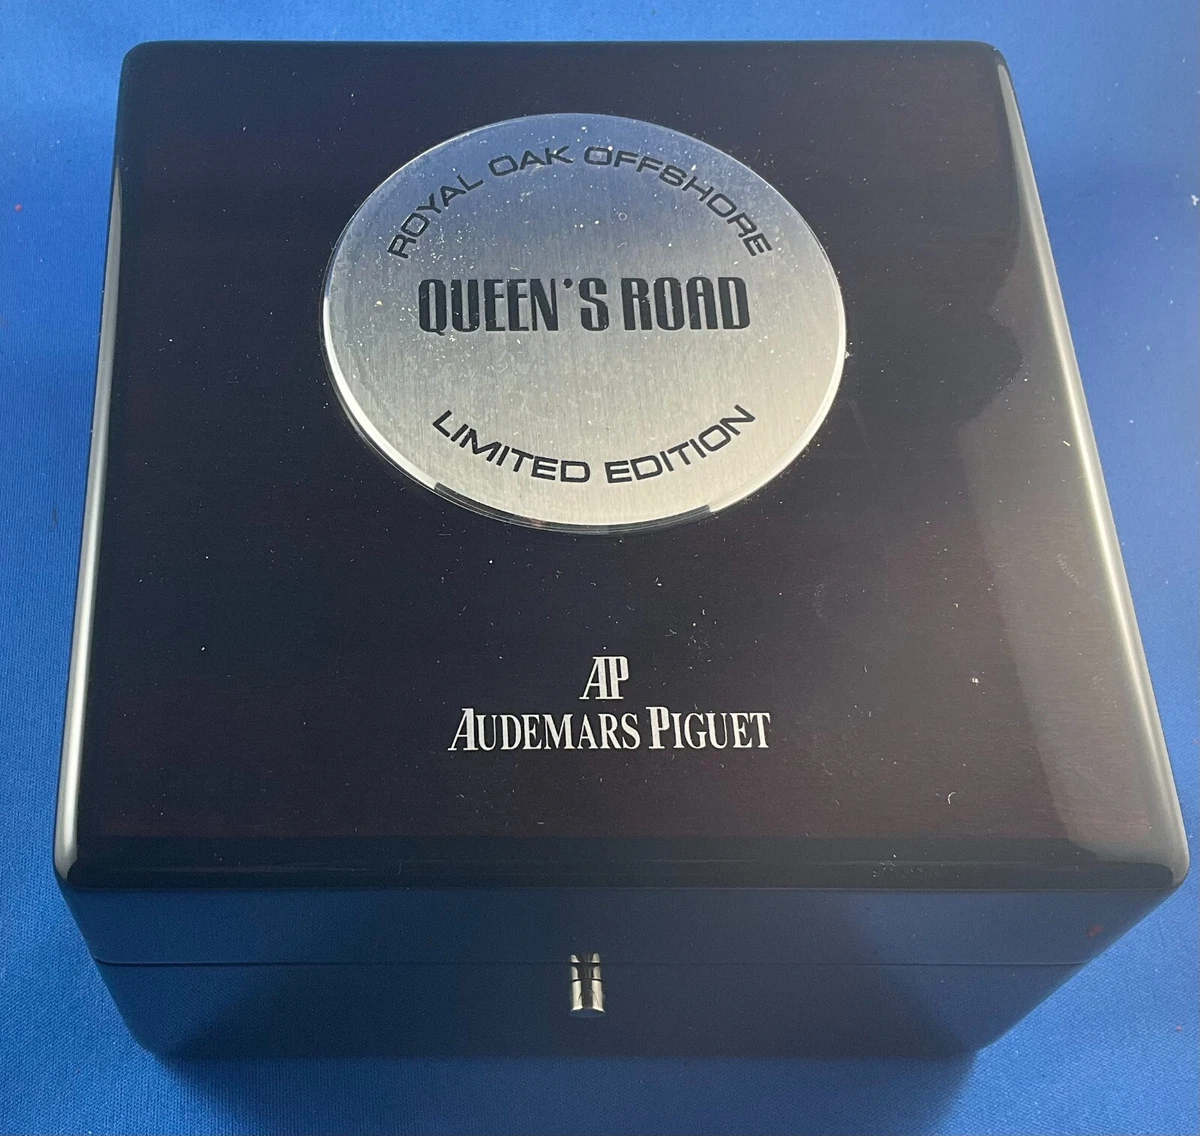 ROYAL OAK OFFSHORE
QUEEN'S ROAD
LIMITED EDITION
AP
AUDEMARS PIGUET